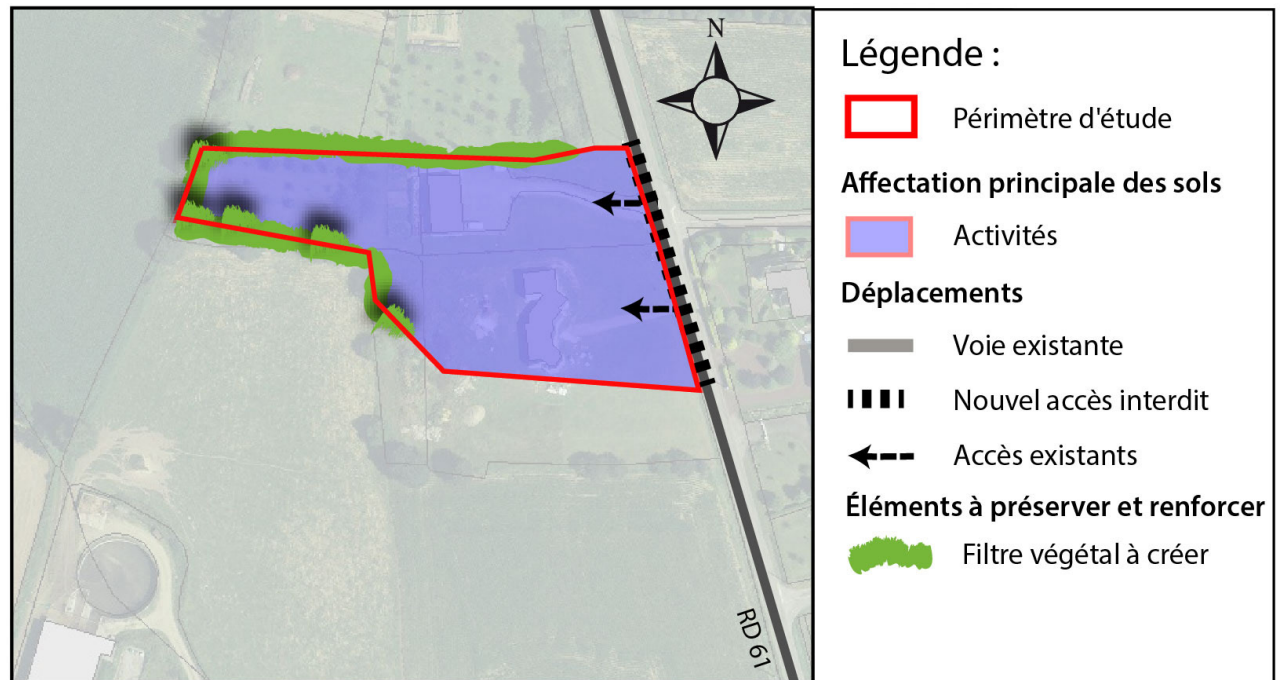 N
RD 61
Légende :
Périmètre d'étude
Affectation principale des sols
Activités
Déplacements
Voie existante
Nouvel accès interdit
Accès existants
Éléments à préserver et renforcer
Filtre végétal à créer